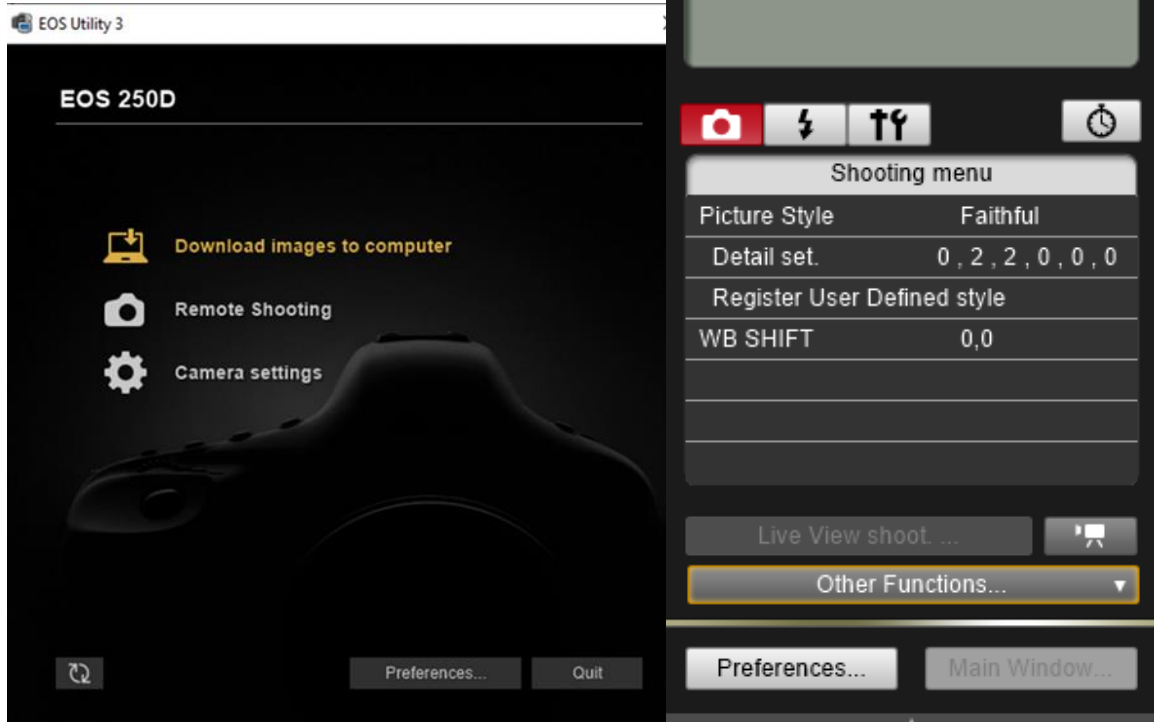 EOS Utility 3
EOS 250D
Download images to computer
Remote Shooting
Camera settings
Preferences...
Quit
Shooting menu
Picture Style Faithful
Detail set. 0 , 2 , 2 , 0 , 0 , 0
Register User Defined style
WB SHIFT 0,0
Live View shoot. ...
Other Functions...
Preferences...
Main Window...